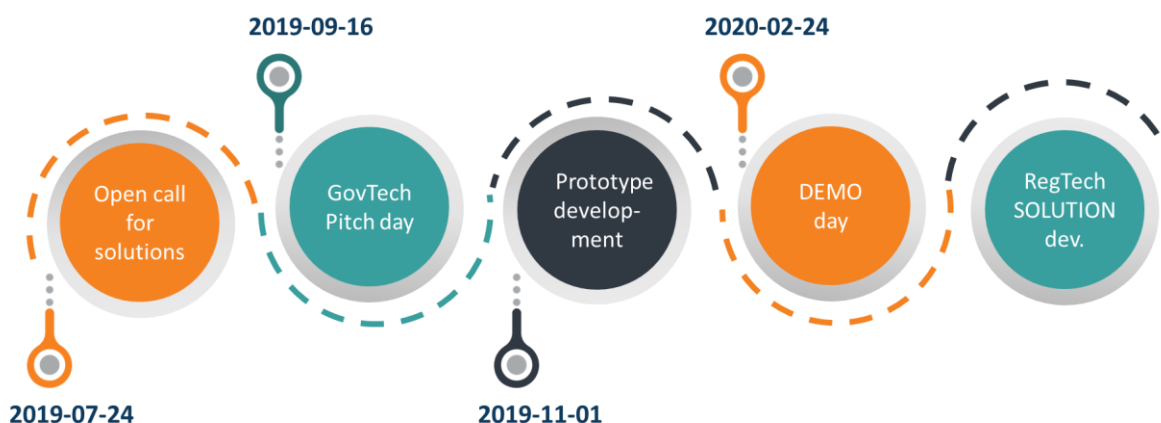 2019-09-16
2020-02-24
Open call
for
solutions
GovTech
Pitch day
Prototype
develop-
ment
DEMO
day
RegTech
SOLUTION
dev.
2019-07-24
2019-11-01